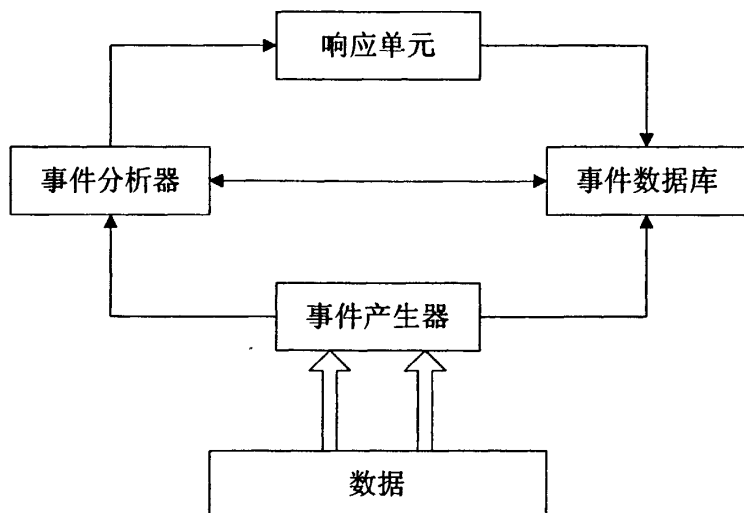 响应单元
事件分析器
事件数据库
事件产生器
数据